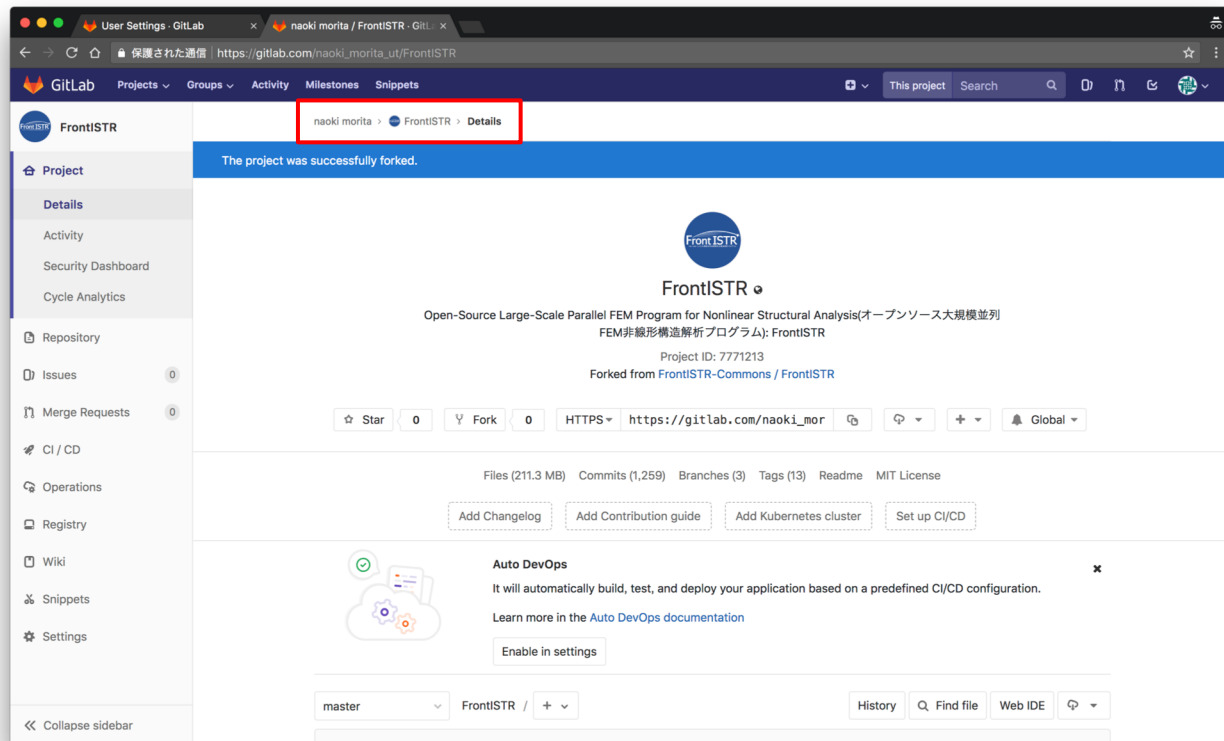 User Settings · GitLab
naoki morita / FrontISTR · GitL
保護された通信 | https://gitlab.com/naoki_morita_ut/FrontISTR
GitLab Projects Groups Activity Milestones Snippets This project Search
FrontISTR
naoki morita > FrontISTR > Details
The project was successfully forked.
Project
Details
Activity
Security Dashboard
Cycle Analytics
Repository
Issues 0
Merge Requests 0
CI / CD
Operations
Registry
Wiki
Snippets
Settings
Collapse sidebar
Front ISTR
FrontISTR
Open-Source Large-Scale Parallel FEM Program for Nonlinear Structural Analysis(オープンソース大規模並列
FEM非線形構造解析プログラム): FrontISTR
Project ID: 7771213
Forked from FrontISTR-Commons / FrontISTR
Star 0 Fork 0 HTTPS https://gitlab.com/naoki_mor Global
Files (211.3 MB) Commits (1,259) Branches (3) Tags (13) Readme MIT License
Add Changelog Add Contribution guide Add Kubernetes cluster Set up CI/CD
Auto DevOps
It will automatically build, test, and deploy your application based on a predefined CI/CD configuration.
Learn more in the Auto DevOps documentation
Enable in settings
master FrontISTR / + History Find file Web IDE